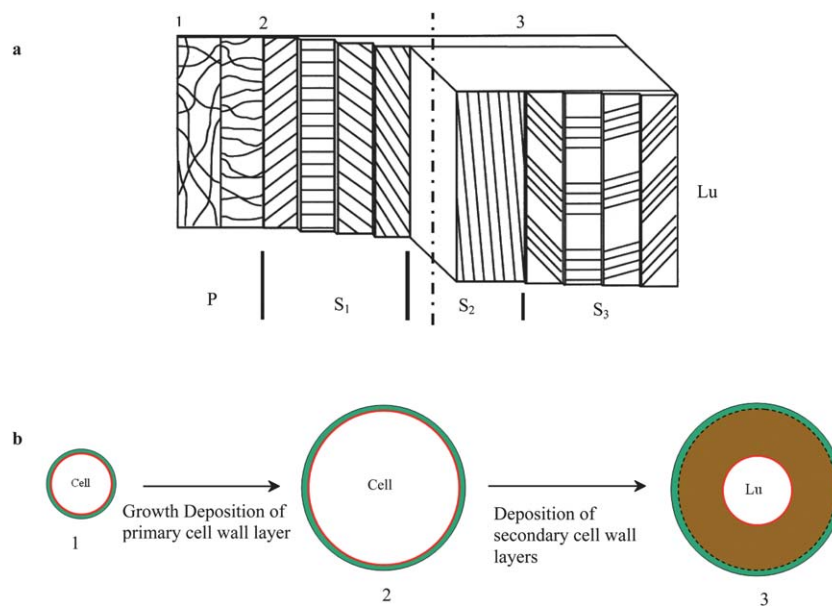 1 2 3
a
Lu
P S₁ S₂ S₃
b
Cell
Growth Deposition of
primary cell wall layer
1
Cell
2
Deposition of
secondary cell wall
layers
Lu
3